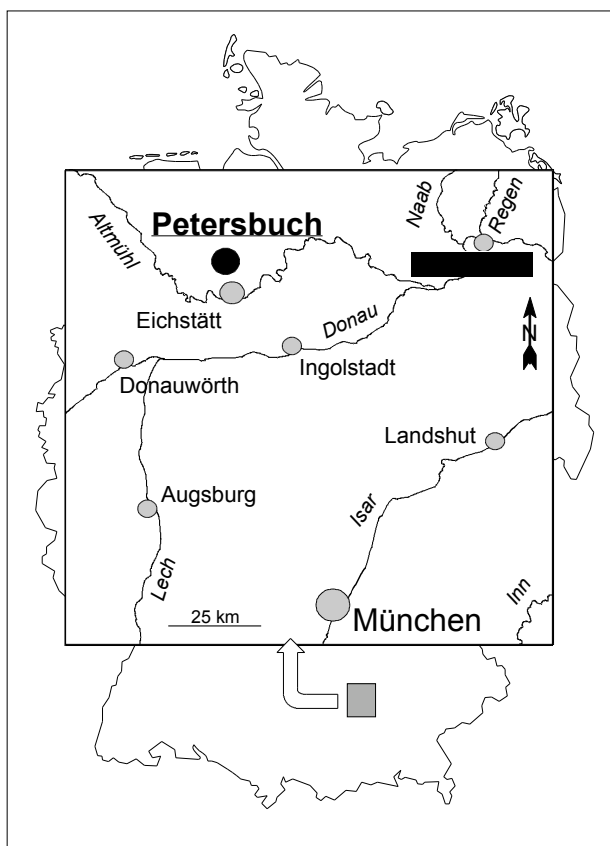 Naab
Regen
Altmühl
Petersbuch
Eichstätt
Donau
N
Ingolstadt
Donauwörth
Landshut
Augsburg
Isar
Lech
Inn
25 km
München